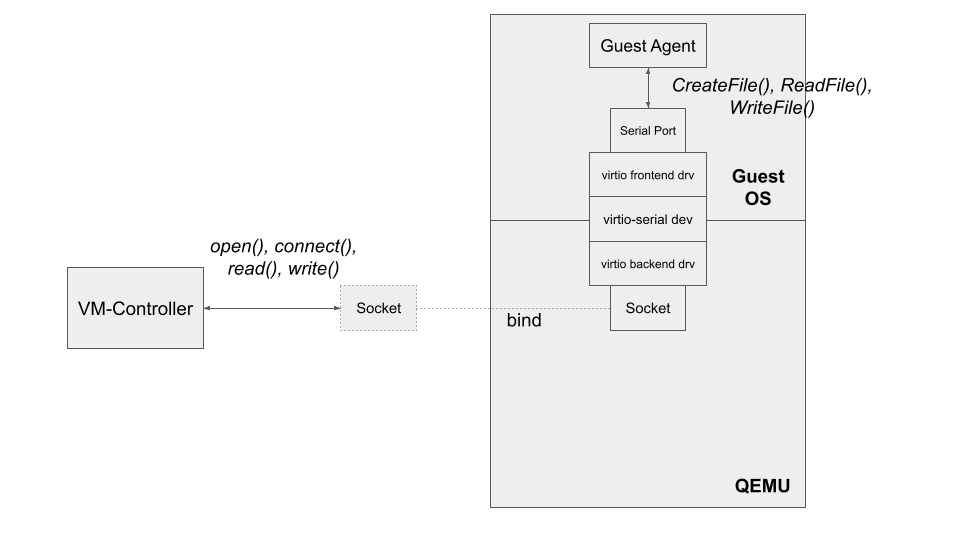 Guest Agent
CreateFile(), ReadFile(),
WriteFile()
Serial Port
virtio frontend drv
Guest
OS
virtio-serial dev
open(), connect(),
read(), write()
virtio backend drv
VM-Controller
Socket
bind
Socket
QEMU